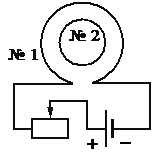 № 2
№ 1
+ −